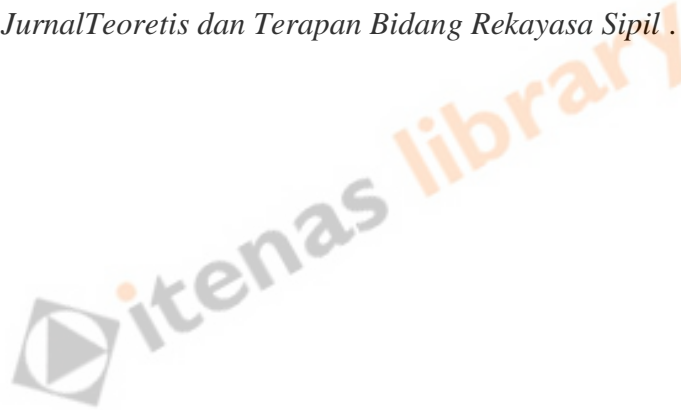 JurnalTeoretis dan Terapan Bidang Rekayasa Sipil .
itenas library